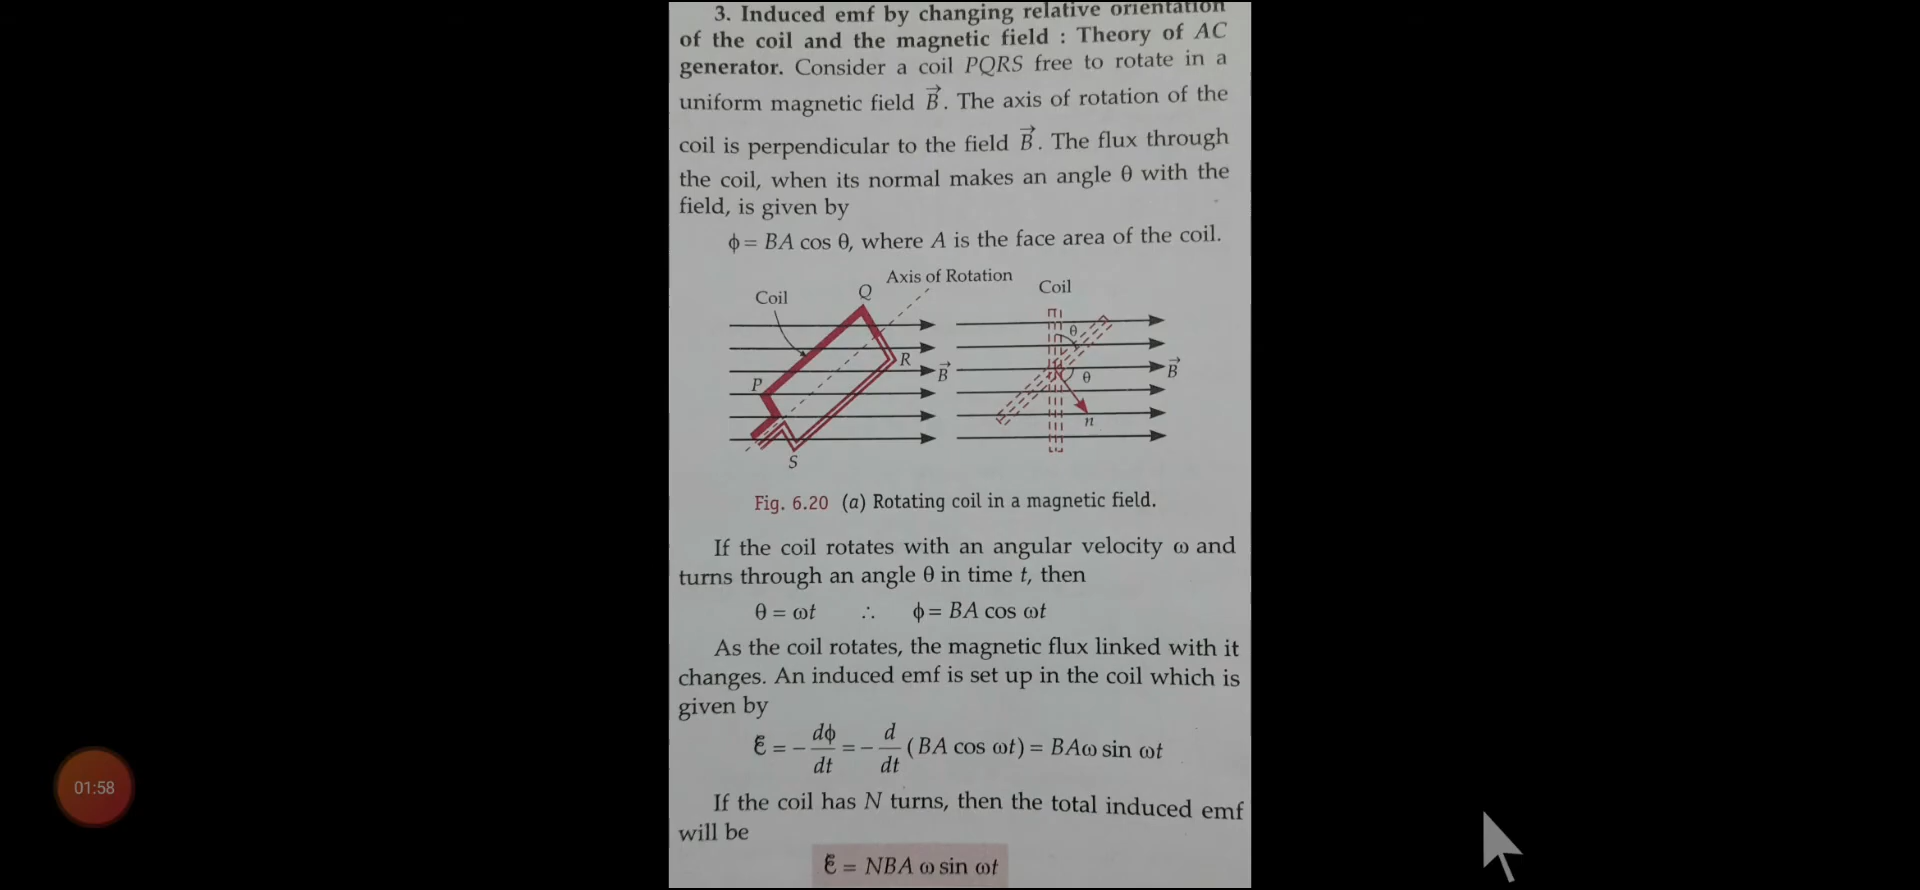 3. Induced emf by changing relative orientation
of the coil and the magnetic field : Theory of AC
generator. Consider a coil PQRS free to rotate in a
uniform magnetic field B⃗. The axis of rotation of the
coil is perpendicular to the field B⃗. The flux through
the coil, when its normal makes an angle θ with the
field, is given by
ϕ = BA cos θ, where A is the face area of the coil.
Axis of Rotation
Coil
Q
Coil
θ
R
P
B⃗
B⃗
θ
n
S
Fig. 6.20 (a) Rotating coil in a magnetic field.
If the coil rotates with an angular velocity ω and
turns through an angle θ in time t, then
θ = ωt ∴ ϕ = BA cos ωt
As the coil rotates, the magnetic flux linked with it
changes. An induced emf is set up in the coil which is
given by
ℰ = − dϕ/dt = − d/dt (BA cos ωt) = BAω sin ωt
01:58
If the coil has N turns, then the total induced emf
will be
ℰ = NBA ω sin ωt